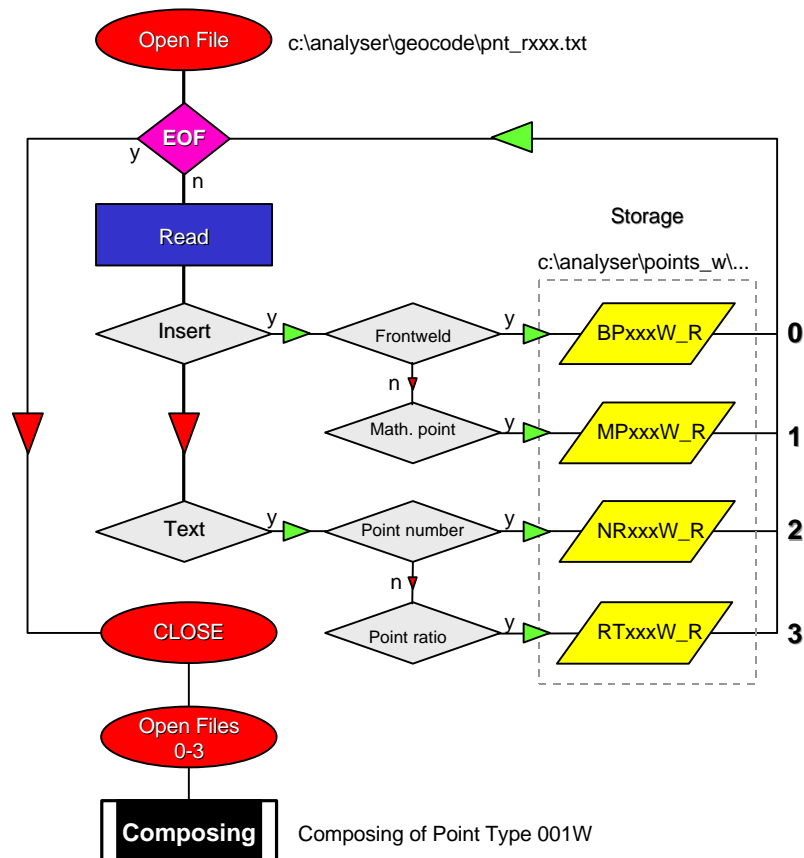 Open File
c:\analyser\geocode\pnt_rxxx.txt
EOF
y
n
Read
Storage
c:\analyser\points_w\...
Insert
y
Frontweld
y
BPxxxW_R
0
n
Math. point
y
MPxxxW_R
1
Text
y
Point number
y
NRxxxW_R
2
n
Point ratio
y
RTxxxW_R
3
CLOSE
Open Files
0-3
Composing
Composing of Point Type 001W